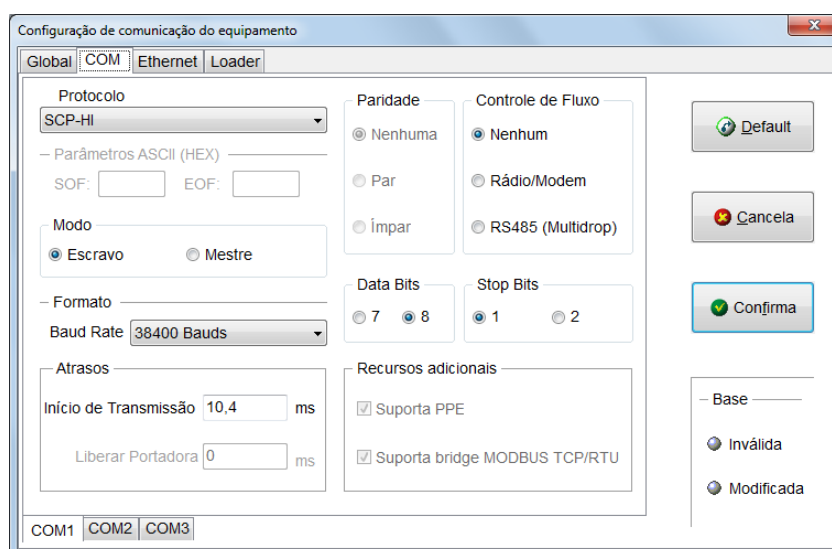 Configuração de comunicação do equipamento
Global COM Ethernet Loader
Protocolo
SCP-HI
Parâmetros ASCII (HEX)
SOF: EOF:
Modo
Escravo Mestre
Formato
Baud Rate 38400 Bauds
Atrasos
Início de Transmissão 10,4 ms
Liberar Portadora 0 ms
Paridade
Nenhuma
Par
Ímpar
Controle de Fluxo
Nenhum
Rádio/Modem
RS485 (Multidrop)
Data Bits
7 8
Stop Bits
1 2
Recursos adicionais
Suporta PPE
Suporta bridge MODBUS TCP/RTU
Default
Cancela
Confirma
Base
Inválida
Modificada
COM1 COM2 COM3